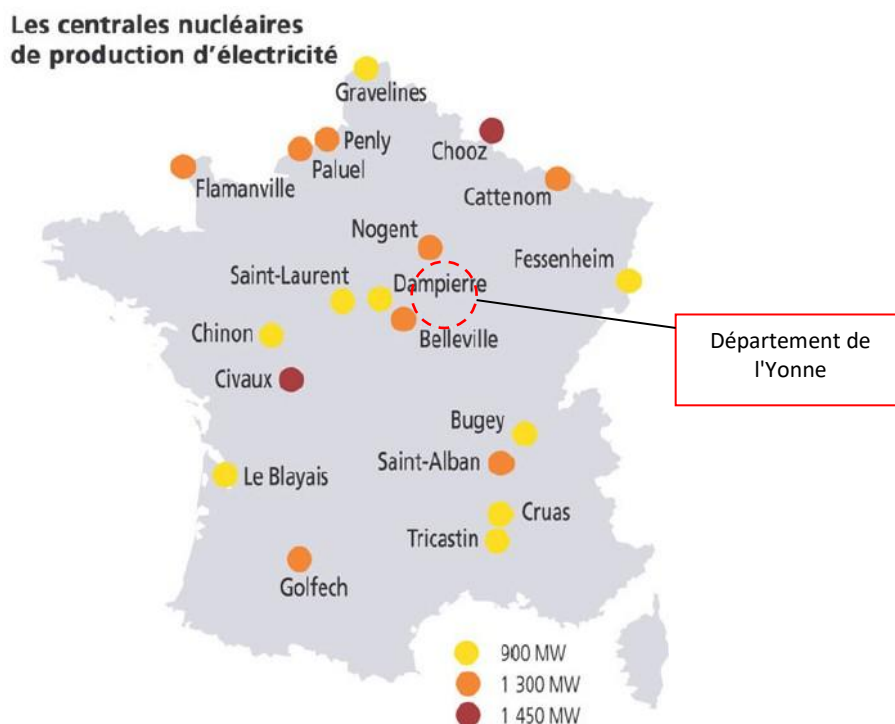 Les centrales nucléaires
de production d'électricité
Gravelines
Penly
Paluel
Chooz
Flamanville
Cattenom
Nogent
Fessenheim
Saint-Laurent
Dampierre
Chinon
Belleville
Département de
l'Yonne
Civaux
Bugey
Saint-Alban
Le Blayais
Cruas
Tricastin
Golfech
900 MW
1 300 MW
1 450 MW